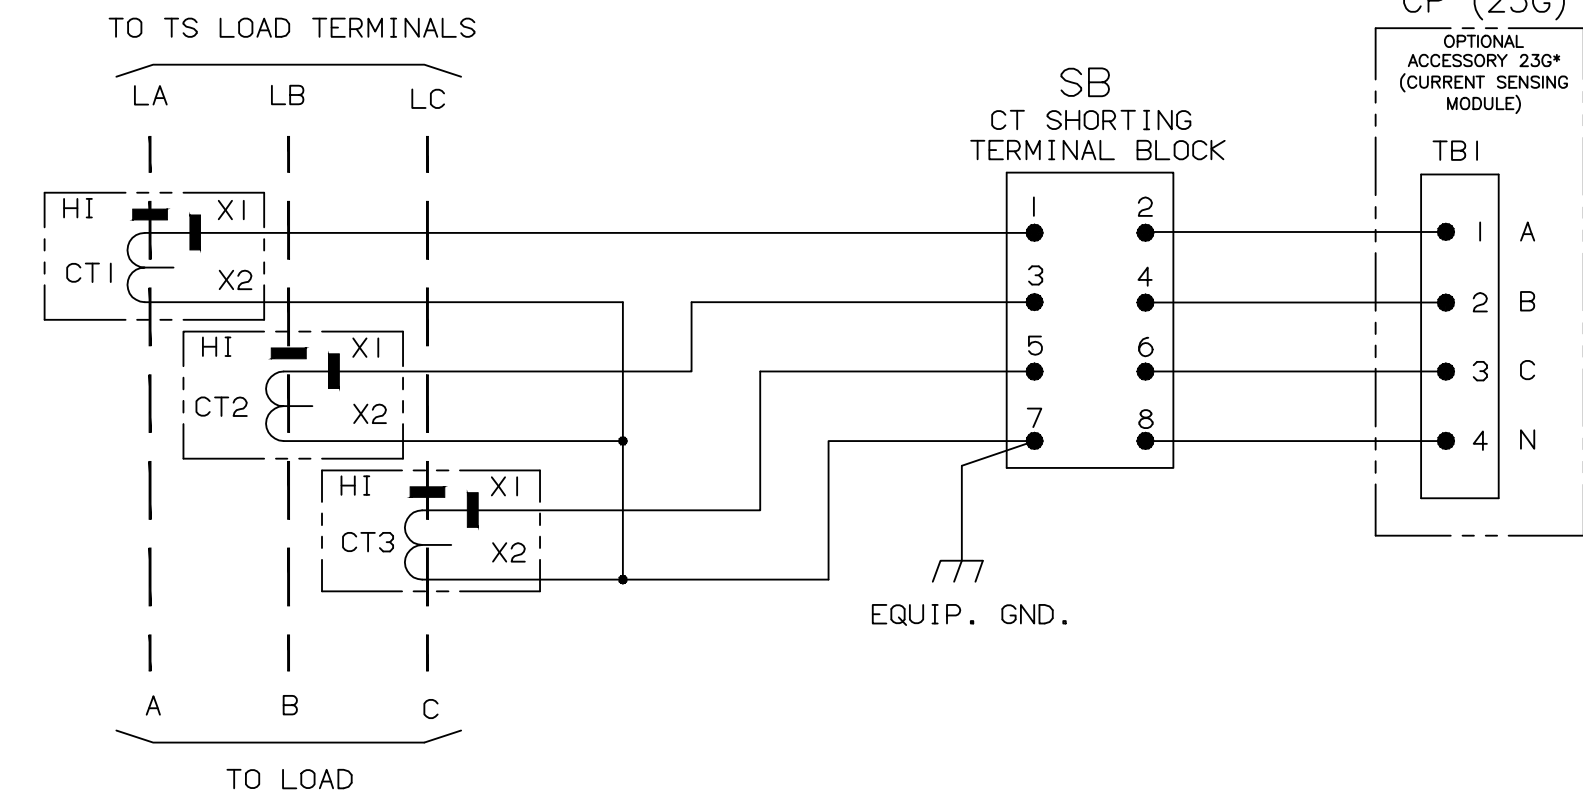 TO TS LOAD TERMINALS
LA LB LC
HI X1
CT1 X2
HI X1
CT2 X2
HI X1
CT3 X2
A B C
TO LOAD
SB
CT SHORTING
TERMINAL BLOCK
1 2
3 4
5 6
7 8
EQUIP. GND.
OPTIONAL
ACCESSORY 23G*
(CURRENT SENSING
MODULE)
TB1
1 A
2 B
3 C
4 N